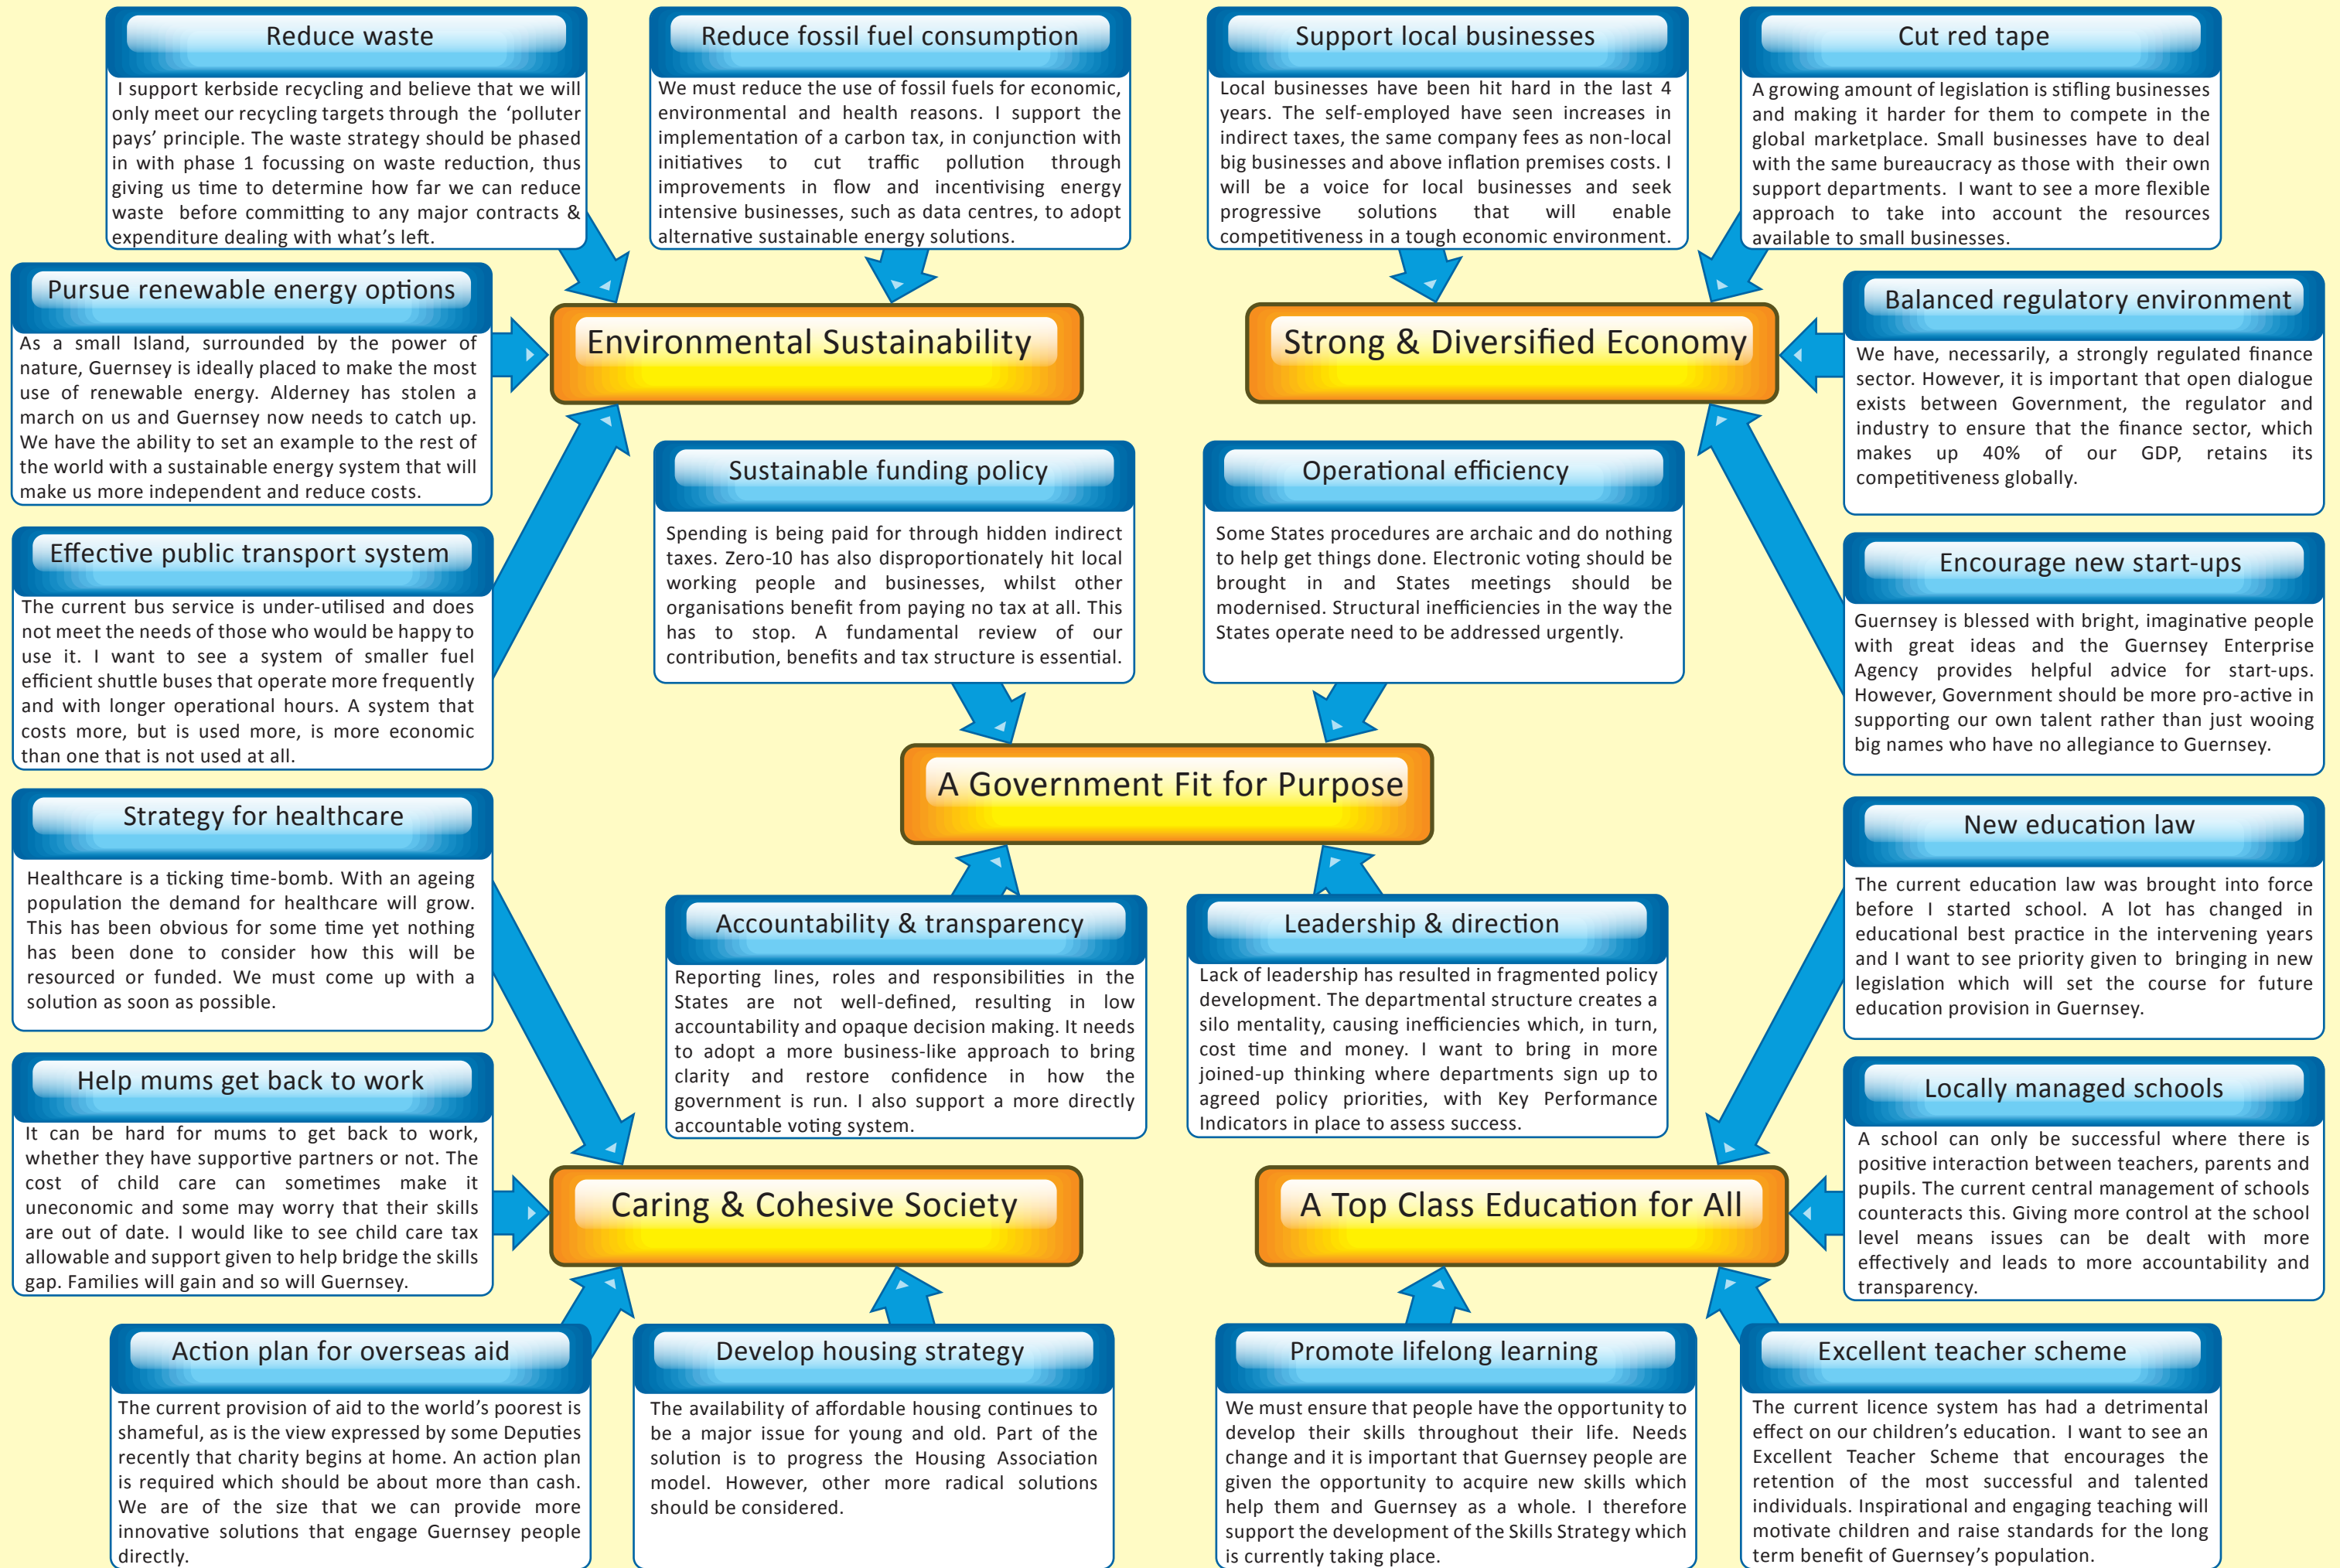 Reduce waste
I support kerbside recycling and believe that we will
only meet our recycling targets through the ‘polluter
pays’ principle. The waste strategy should be phased
in with phase 1 focussing on waste reduction, thus
giving us time to determine how far we can reduce
waste before committing to any major contracts &
expenditure dealing with what’s left.
Reduce fossil fuel consumption
We must reduce the use of fossil fuels for economic,
environmental and health reasons. I support the
implementation of a carbon tax, in conjunction with
initiatives to cut traffic pollution through
improvements in flow and incentivising energy
intensive businesses, such as data centres, to adopt
alternative sustainable energy solutions.
Support local businesses
Local businesses have been hit hard in the last 4
years. The self-employed have seen increases in
indirect taxes, the same company fees as non-local
big businesses and above inflation premises costs. I
will be a voice for local businesses and seek
progressive solutions that will enable
competitiveness in a tough economic environment.
Cut red tape
A growing amount of legislation is stifling businesses
and making it harder for them to compete in the
global marketplace. Small businesses have to deal
with the same bureaucracy as those with their own
support departments. I want to see a more flexible
approach to take into account the resources
available to small businesses.
Pursue renewable energy options
As a small Island, surrounded by the power of
nature, Guernsey is ideally placed to make the most
use of renewable energy. Alderney has stolen a
march on us and Guernsey now needs to catch up.
We have the ability to set an example to the rest of
the world with a sustainable energy system that will
make us more independent and reduce costs.
Environmental Sustainability
Strong & Diversified Economy
Balanced regulatory environment
We have, necessarily, a strongly regulated finance
sector. However, it is important that open dialogue
exists between Government, the regulator and
industry to ensure that the finance sector, which
makes up 40% of our GDP, retains its
competitiveness globally.
Effective public transport system
The current bus service is under-utilised and does
not meet the needs of those who would be happy to
use it. I want to see a system of smaller fuel
efficient shuttle buses that operate more frequently
and with longer operational hours. A system that
costs more, but is used more, is more economic
than one that is not used at all.
Sustainable funding policy
Spending is being paid for through hidden indirect
taxes. Zero-10 has also disproportionately hit local
working people and businesses, whilst other
organisations benefit from paying no tax at all. This
has to stop. A fundamental review of our
contribution, benefits and tax structure is essential.
Operational efficiency
Some States procedures are archaic and do nothing
to help get things done. Electronic voting should be
brought in and States meetings should be
modernised. Structural inefficiencies in the way the
States operate need to be addressed urgently.
Encourage new start-ups
Guernsey is blessed with bright, imaginative people
with great ideas and the Guernsey Enterprise
Agency provides helpful advice for start-ups.
However, Government should be more pro-active in
supporting our own talent rather than just wooing
big names who have no allegiance to Guernsey.
A Government Fit for Purpose
Strategy for healthcare
Healthcare is a ticking time-bomb. With an ageing
population the demand for healthcare will grow.
This has been obvious for some time yet nothing
has been done to consider how this will be
resourced or funded. We must come up with a
solution as soon as possible.
Accountability & transparency
Reporting lines, roles and responsibilities in the
States are not well-defined, resulting in low
accountability and opaque decision making. It needs
to adopt a more business-like approach to bring
clarity and restore confidence in how the
government is run. I also support a more directly
accountable voting system.
Leadership & direction
Lack of leadership has resulted in fragmented policy
development. The departmental structure creates a
silo mentality, causing inefficiencies which, in turn,
cost time and money. I want to bring in more
joined-up thinking where departments sign up to
agreed policy priorities, with Key Performance
Indicators in place to assess success.
New education law
The current education law was brought into force
before I started school. A lot has changed in
educational best practice in the intervening years
and I want to see priority given to bringing in new
legislation which will set the course for future
education provision in Guernsey.
Help mums get back to work
It can be hard for mums to get back to work,
whether they have supportive partners or not. The
cost of child care can sometimes make it
uneconomic and some may worry that their skills
are out of date. I would like to see child care tax
allowable and support given to help bridge the skills
gap. Families will gain and so will Guernsey.
Caring & Cohesive Society
A Top Class Education for All
Locally managed schools
A school can only be successful where there is
positive interaction between teachers, parents and
pupils. The current central management of schools
counteracts this. Giving more control at the school
level means issues can be dealt with more
effectively and leads to more accountability and
transparency.
Action plan for overseas aid
The current provision of aid to the world’s poorest is
shameful, as is the view expressed by some Deputies
recently that charity begins at home. An action plan
is required which should be about more than cash.
We are of the size that we can provide more
innovative solutions that engage Guernsey people
directly.
Develop housing strategy
The availability of affordable housing continues to
be a major issue for young and old. Part of the
solution is to progress the Housing Association
model. However, other more radical solutions
should be considered.
Promote lifelong learning
We must ensure that people have the opportunity to
develop their skills throughout their life. Needs
change and it is important that Guernsey people are
given the opportunity to acquire new skills which
help them and Guernsey as a whole. I therefore
support the development of the Skills Strategy which
is currently taking place.
Excellent teacher scheme
The current licence system has had a detrimental
effect on our children’s education. I want to see an
Excellent Teacher Scheme that encourages the
retention of the most successful and talented
individuals. Inspirational and engaging teaching will
motivate children and raise standards for the long
term benefit of Guernsey’s population.